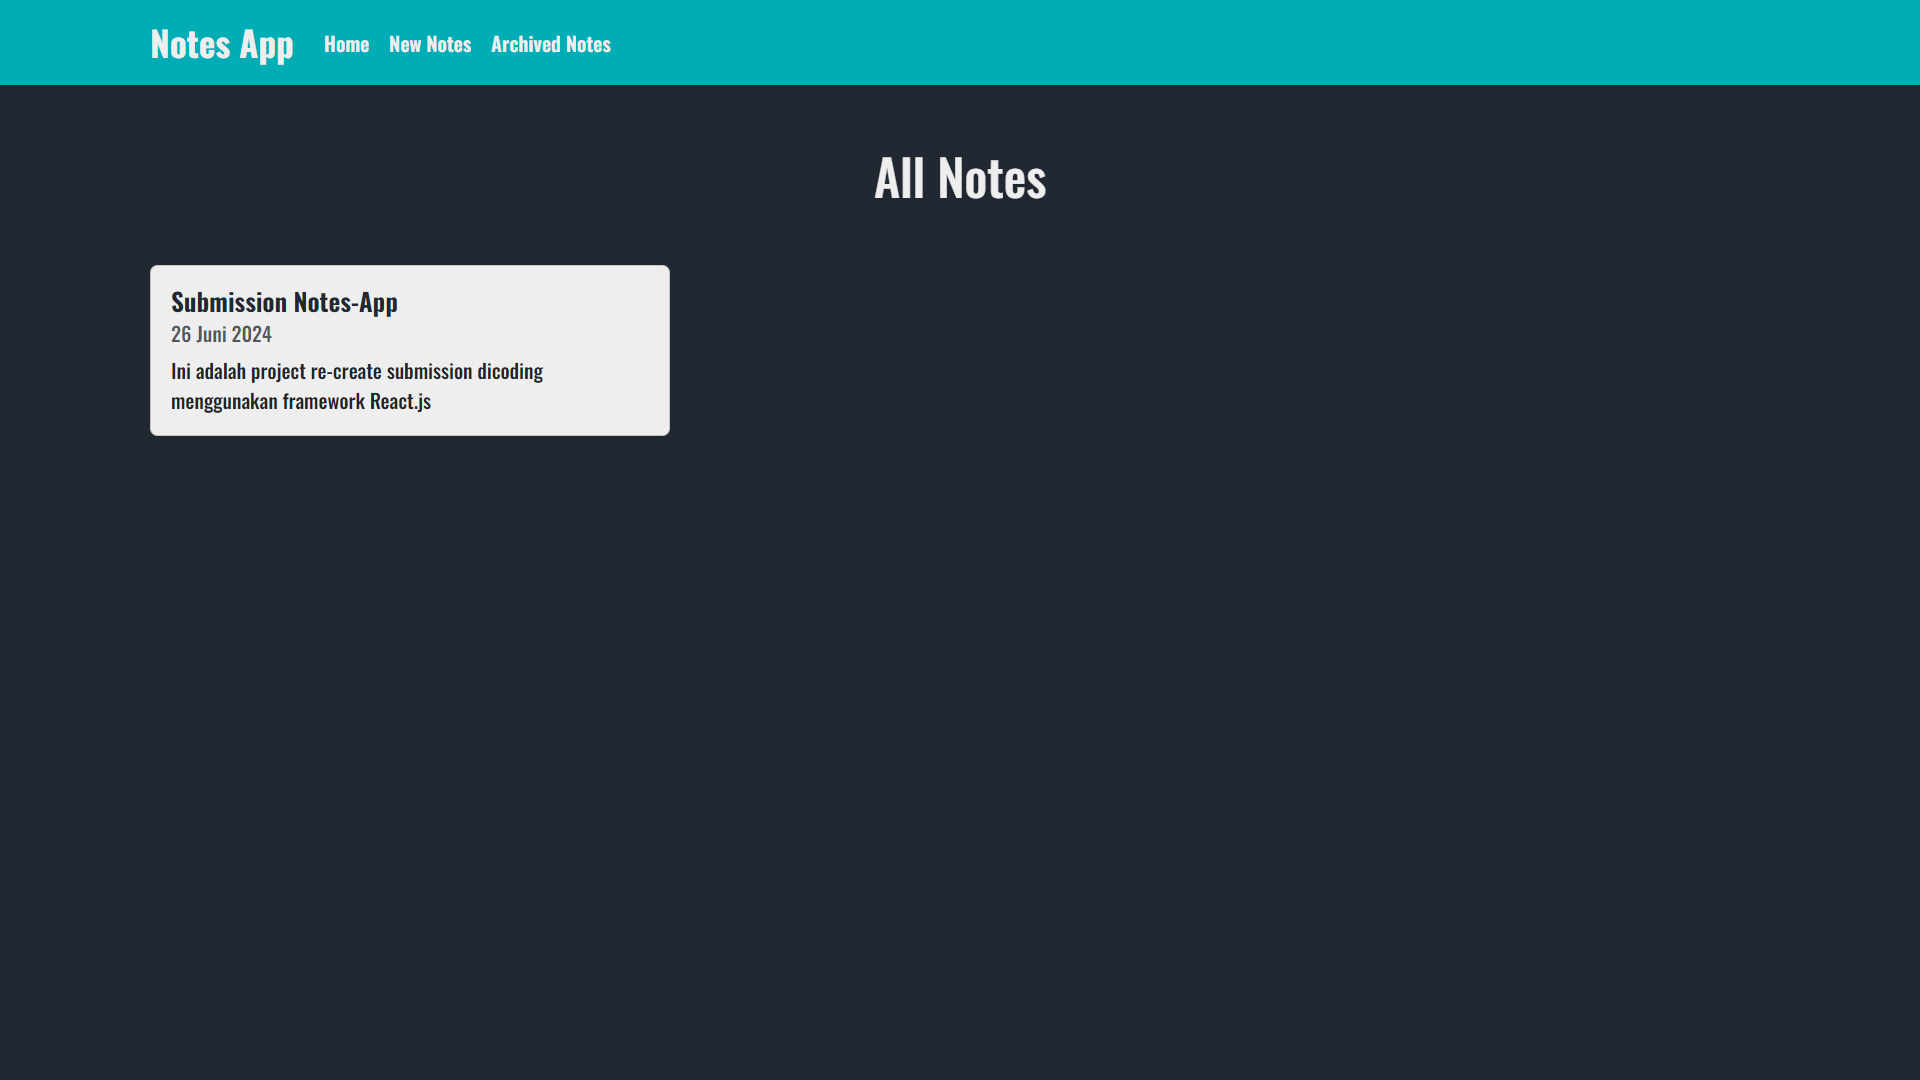 Notes App Home New Notes Archived Notes
All Notes
Submission Notes-App
26 Juni 2024
Ini adalah project re-create submission dicoding
menggunakan framework React.js